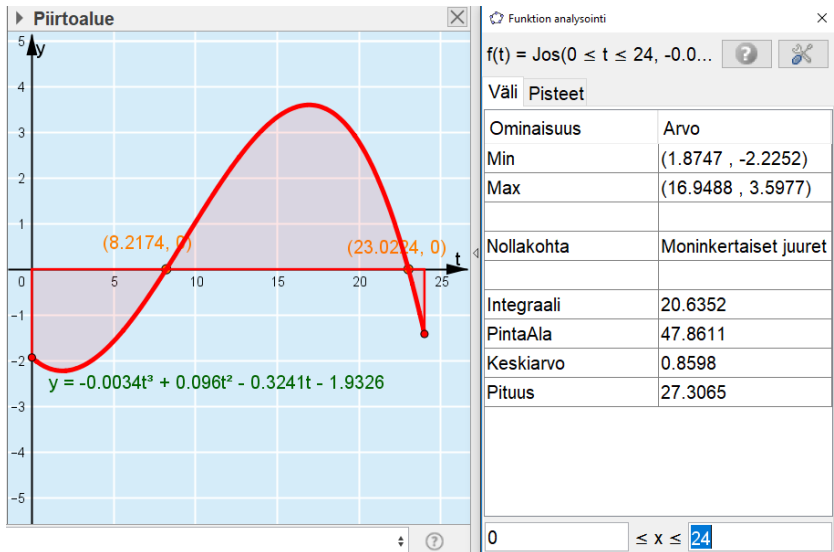 Piirtoalue
y
5
4
3
2
1
0
5
10
15
20
25
t
-1
-2
-3
-4
-5
(8.2174, 0)
(23.0224, 0)
y = -0.0034t³ + 0.096t² - 0.3241t - 1.9326
Funktion analysointi
f(t) = Jos(0 ≤ t ≤ 24, -0.0...
Väli Pisteet
Ominaisuus Arvo
Min (1.8747 , -2.2252)
Max (16.9488 , 3.5977)
Nollakohta Moninkertaiset juuret
Integraali 20.6352
PintaAla 47.8611
Keskiarvo 0.8598
Pituus 27.3065
0 ≤ x ≤ 24